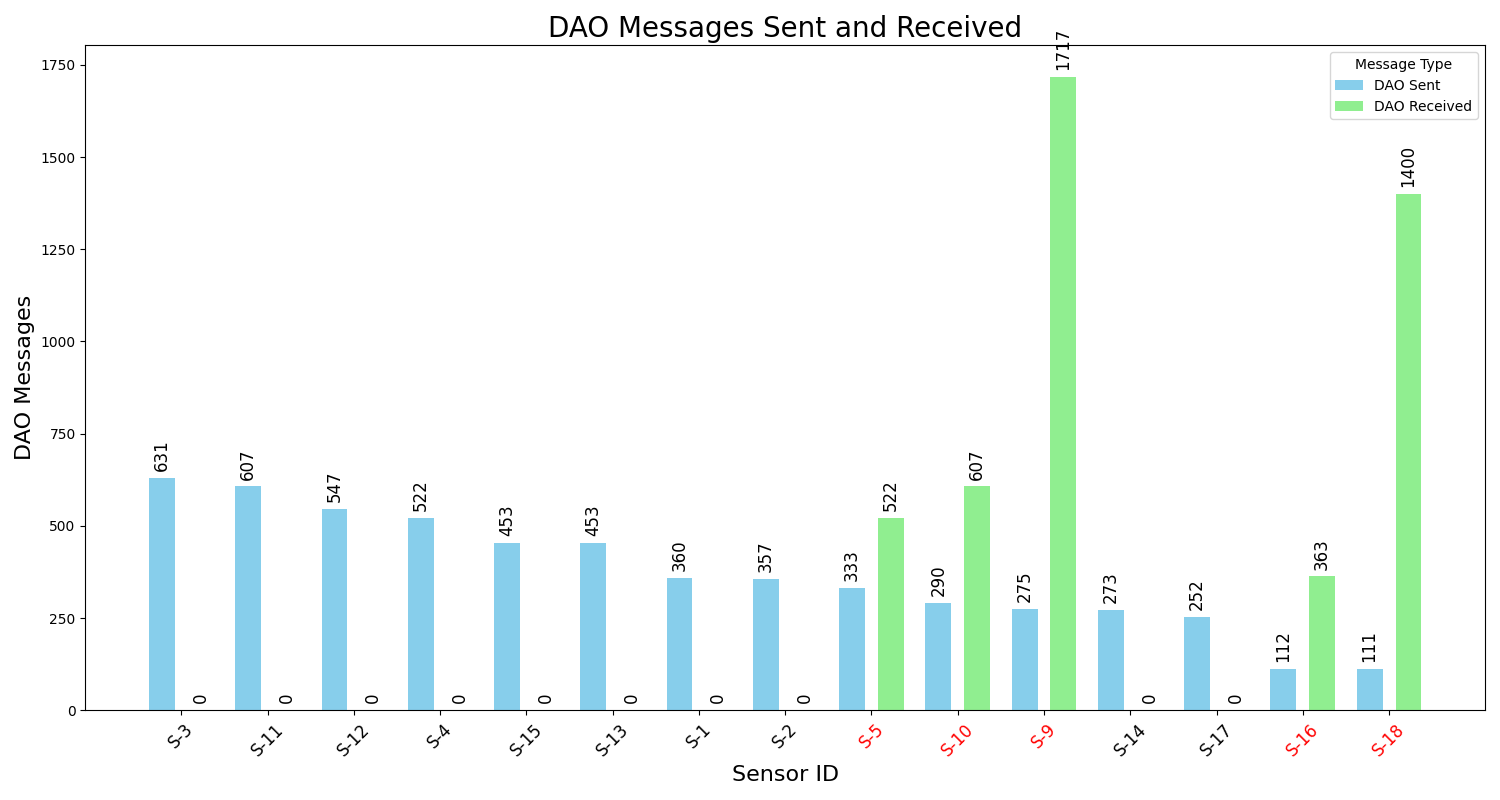 DAO Messages Sent and Received
Message Type
DAO Sent
DAO Received
DAO Messages
1750
1500
1250
1000
750
500
250
0
631
0
607
0
547
0
522
0
453
0
453
0
360
0
357
0
333
522
290
607
275
1717
273
0
252
0
112
363
111
1400
S-3
S-11
S-12
S-4
S-15
S-13
S-1
S-2
S-5
S-10
S-9
S-14
S-17
S-16
S-18
Sensor ID